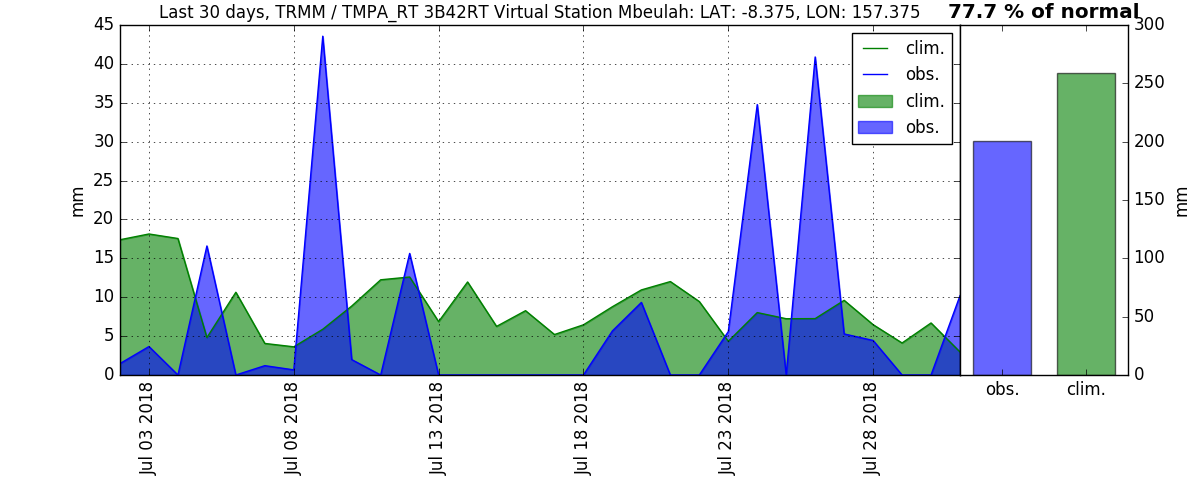 Last 30 days, TRMM / TMPA_RT 3B42RT Virtual Station Mbeulah: LAT: -8.375, LON: 157.375
77.7 % of normal
45
40
35
30
25
20
15
10
5
0
mm
clim.
obs.
clim.
obs.
Jul 03 2018
Jul 08 2018
Jul 13 2018
Jul 18 2018
Jul 23 2018
Jul 28 2018
300
250
200
150
100
50
0
mm
obs.
clim.